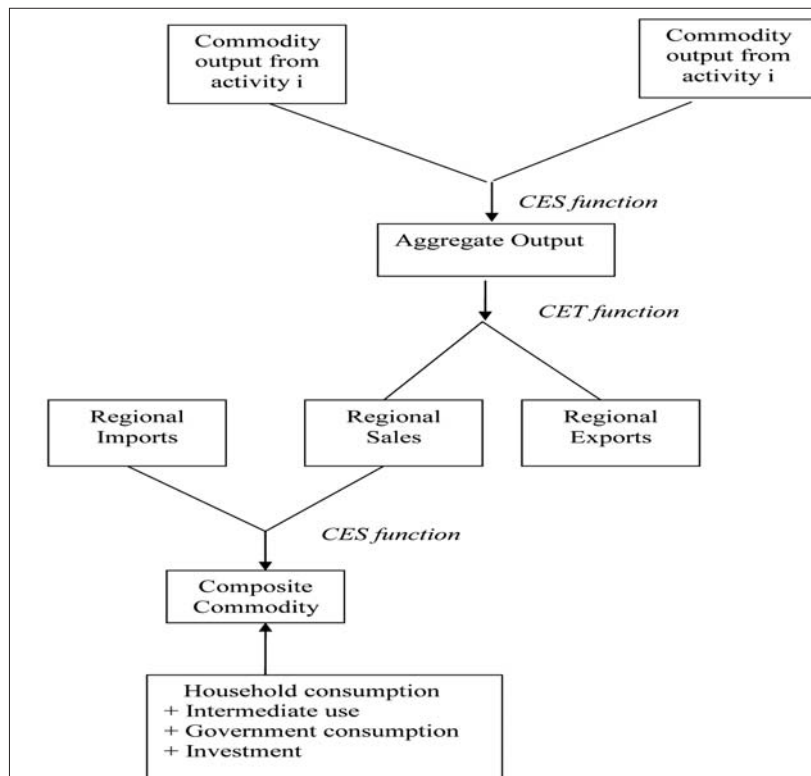 Commodity
output from
activity i
Commodity
output from
activity i
CES function
Aggregate Output
CET function
Regional
Imports
Regional
Sales
Regional
Exports
CES function
Composite
Commodity
Household consumption
+ Intermediate use
+ Government consumption
+ Investment